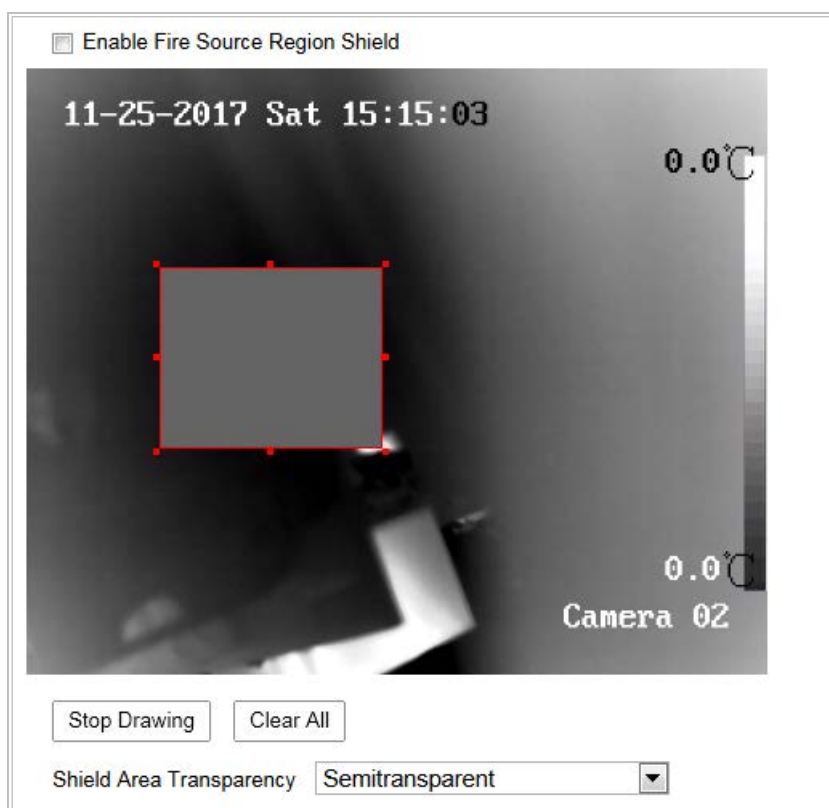 Enable Fire Source Region Shield
11-25-2017 Sat 15:15:03
0.0℃
0.0℃
Camera 02
Stop Drawing
Clear All
Shield Area Transparency
Semitransparent